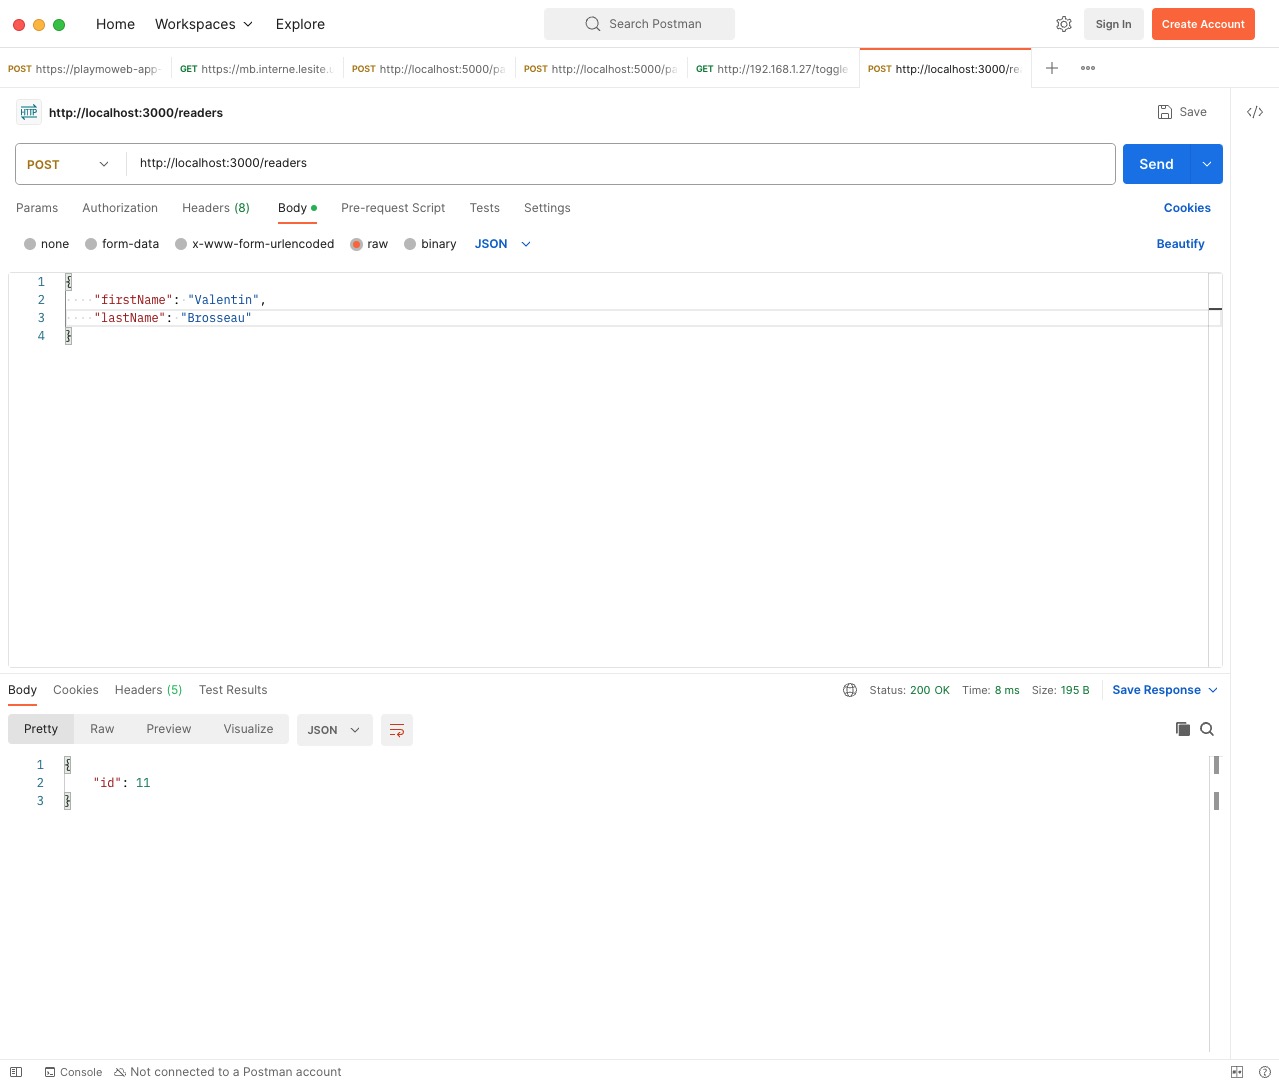 Home Workspaces Explore Search Postman Sign In Create Account
POST https://playmoweb-app- GET https://mb.interne.lesite. POST http://localhost:5000/pa POST http://localhost:5000/pa GET http://192.168.1.27/toggle POST http://localhost:3000/re
HTTP http://localhost:3000/readers Save </>
POST http://localhost:3000/readers Send
Params Authorization Headers (8) Body Pre-request Script Tests Settings Cookies
none form-data x-www-form-urlencoded raw binary JSON Beautify
1 {
2 "firstName": "Valentin",
3 "lastName": "Brosseau"
4 }
Body Cookies Headers (5) Test Results Status: 200 OK Time: 8 ms Size: 195 B Save Response
Pretty Raw Preview Visualize JSON
1 {
2 "id": 11
3 }
Console Not connected to a Postman account